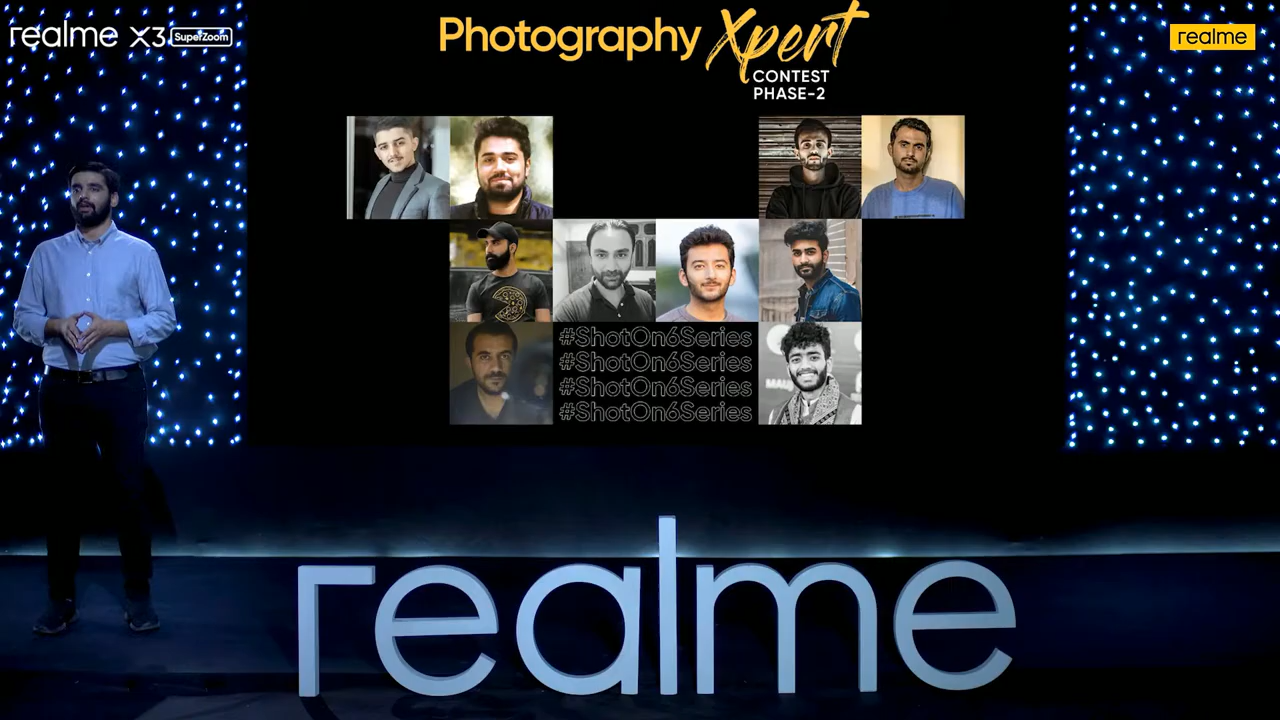 realme X3 SuperZoom
realme
Photography Xpert
CONTEST
PHASE-2
#ShotOn6Series
#ShotOn6Series
#ShotOn6Series
#ShotOn6Series
realme